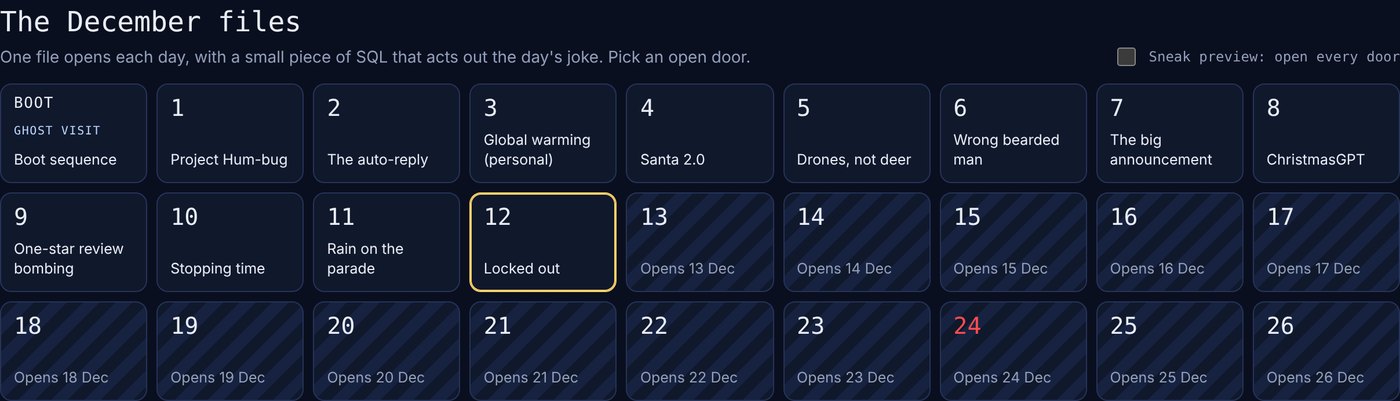 The December files
One file opens each day, with a small piece of SQL that acts out the day's joke. Pick an open door.
Sneak preview: open every door
BOOT
GHOST VISIT
Boot sequence
1
Project Hum-bug
2
The auto-reply
3
Global warming
(personal)
4
Santa 2.0
5
Drones, not deer
6
Wrong bearded
man
7
The big
announcement
8
ChristmasGPT
9
One-star review
bombing
10
Stopping time
11
Rain on the
parade
12
Locked out
13
Opens 13 Dec
14
Opens 14 Dec
15
Opens 15 Dec
16
Opens 16 Dec
17
Opens 17 Dec
18
Opens 18 Dec
19
Opens 19 Dec
20
Opens 20 Dec
21
Opens 21 Dec
22
Opens 22 Dec
23
Opens 23 Dec
24
Opens 24 Dec
25
Opens 25 Dec
26
Opens 26 Dec